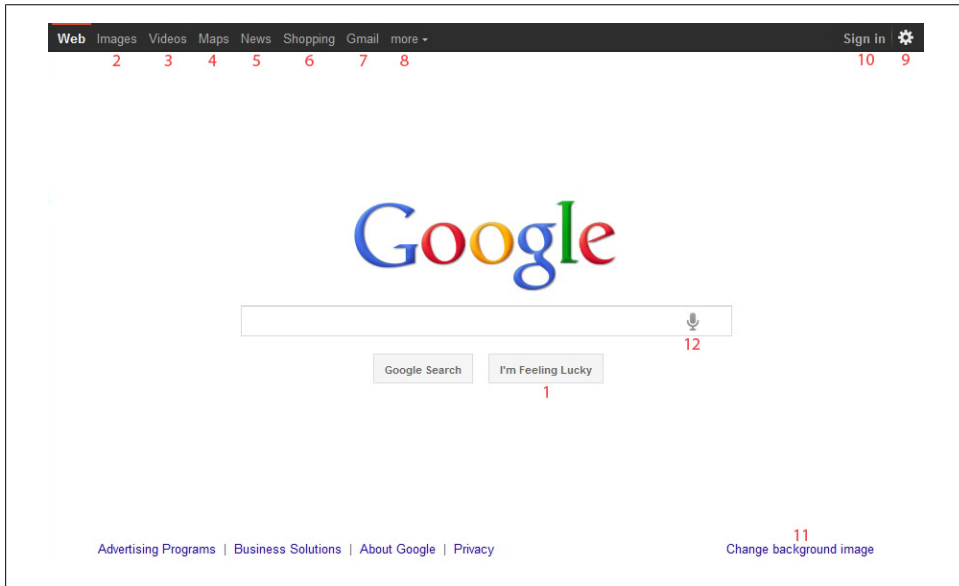 Web Images Videos Maps News Shopping Gmail more Sign in
2 3 4 5 6 7 8 10 9
Google
12
Google Search I'm Feeling Lucky
1
11
Advertising Programs | Business Solutions | About Google | Privacy Change background image